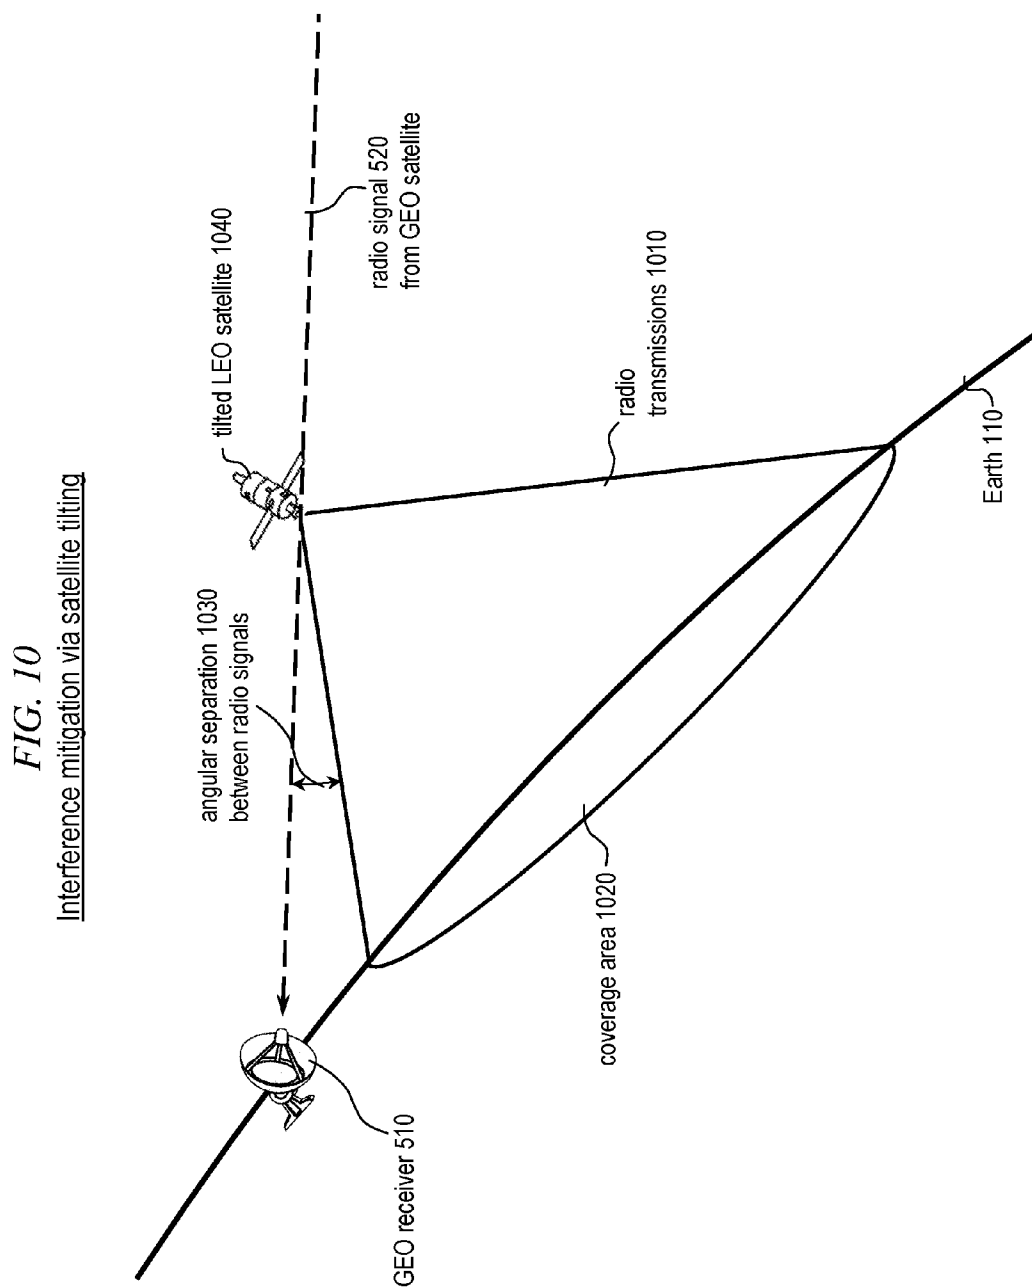 FIG. 10
Interference mitigation via satellite tilting
tilted LEO satellite 1040
radio signal 520
from GEO satellite
angular separation 1030
between radio signals
radio
transmissions 1010
GEO receiver 510
coverage area 1020
Earth 110